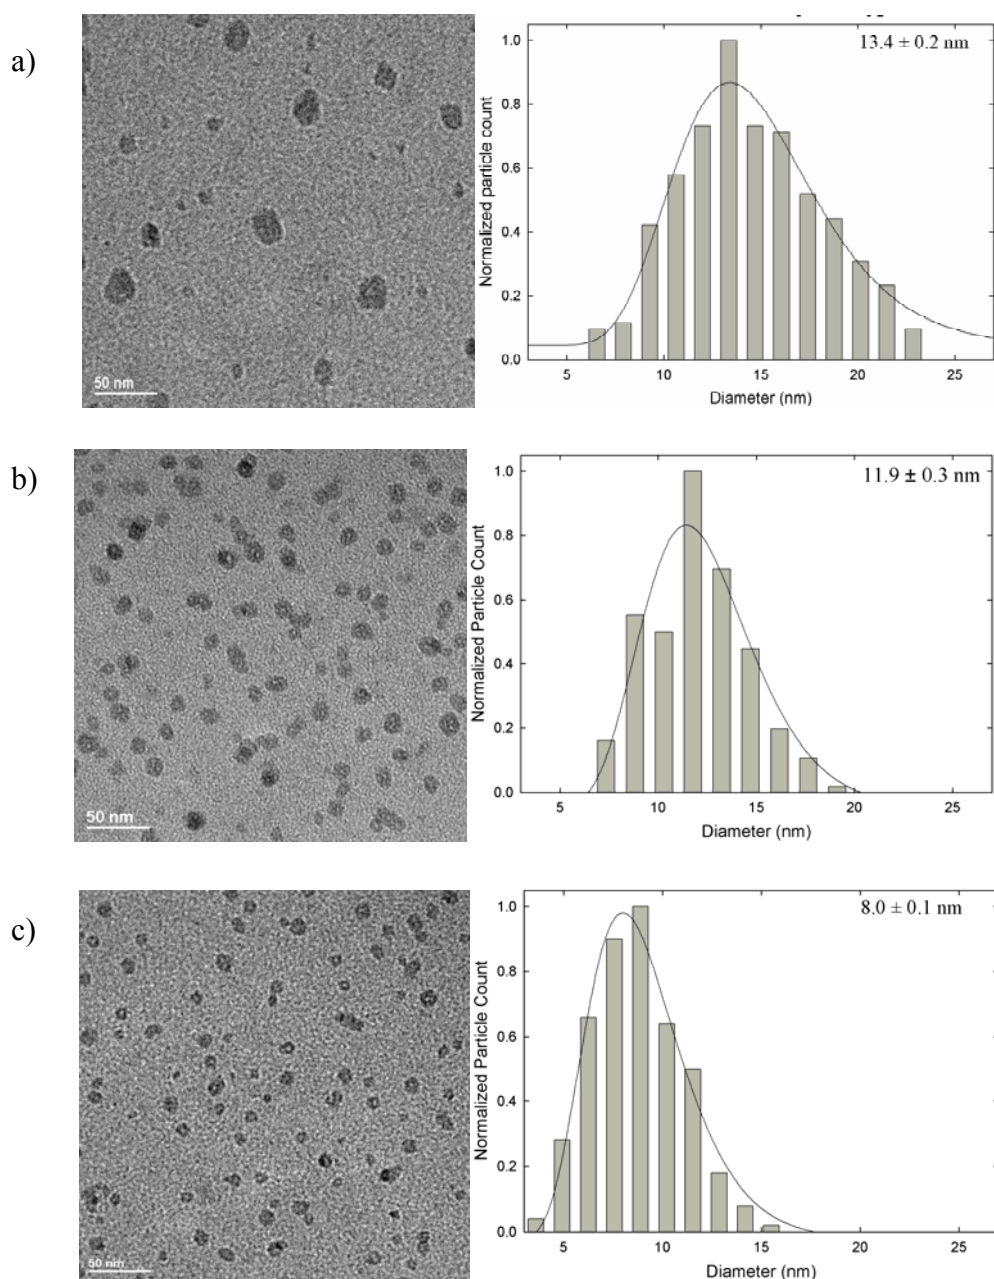 a)
50 nm
Normalized particle count
1.0
0.8
0.6
0.4
0.2
0.0
5 10 15 20 25
Diameter (nm)
13.4 ± 0.2 nm
b)
50 nm
Normalized Particle Count
1.0
0.8
0.6
0.4
0.2
0.0
5 10 15 20 25
Diameter (nm)
11.9 ± 0.3 nm
c)
50 nm
Normalized Particle Count
1.0
0.8
0.6
0.4
0.2
0.0
5 10 15 20 25
Diameter (nm)
8.0 ± 0.1 nm